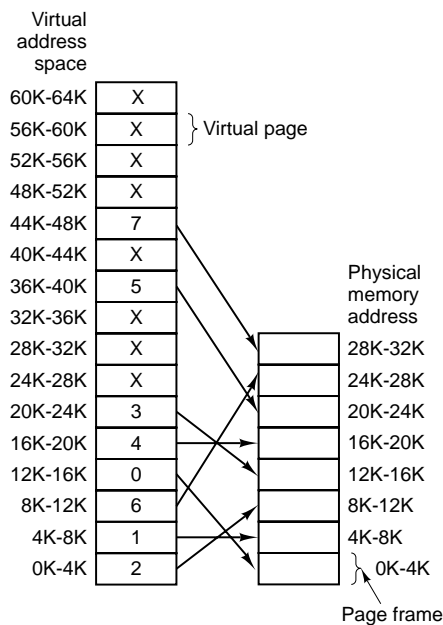 Virtual
address
space
60K-64K X
56K-60K X Virtual page
52K-56K X
48K-52K X
44K-48K 7
40K-44K X
36K-40K 5
32K-36K X
28K-32K X
24K-28K X
20K-24K 3
16K-20K 4
12K-16K 0
8K-12K 6
4K-8K 1
0K-4K 2
Physical
memory
address
28K-32K
24K-28K
20K-24K
16K-20K
12K-16K
8K-12K
4K-8K
0K-4K
Page frame